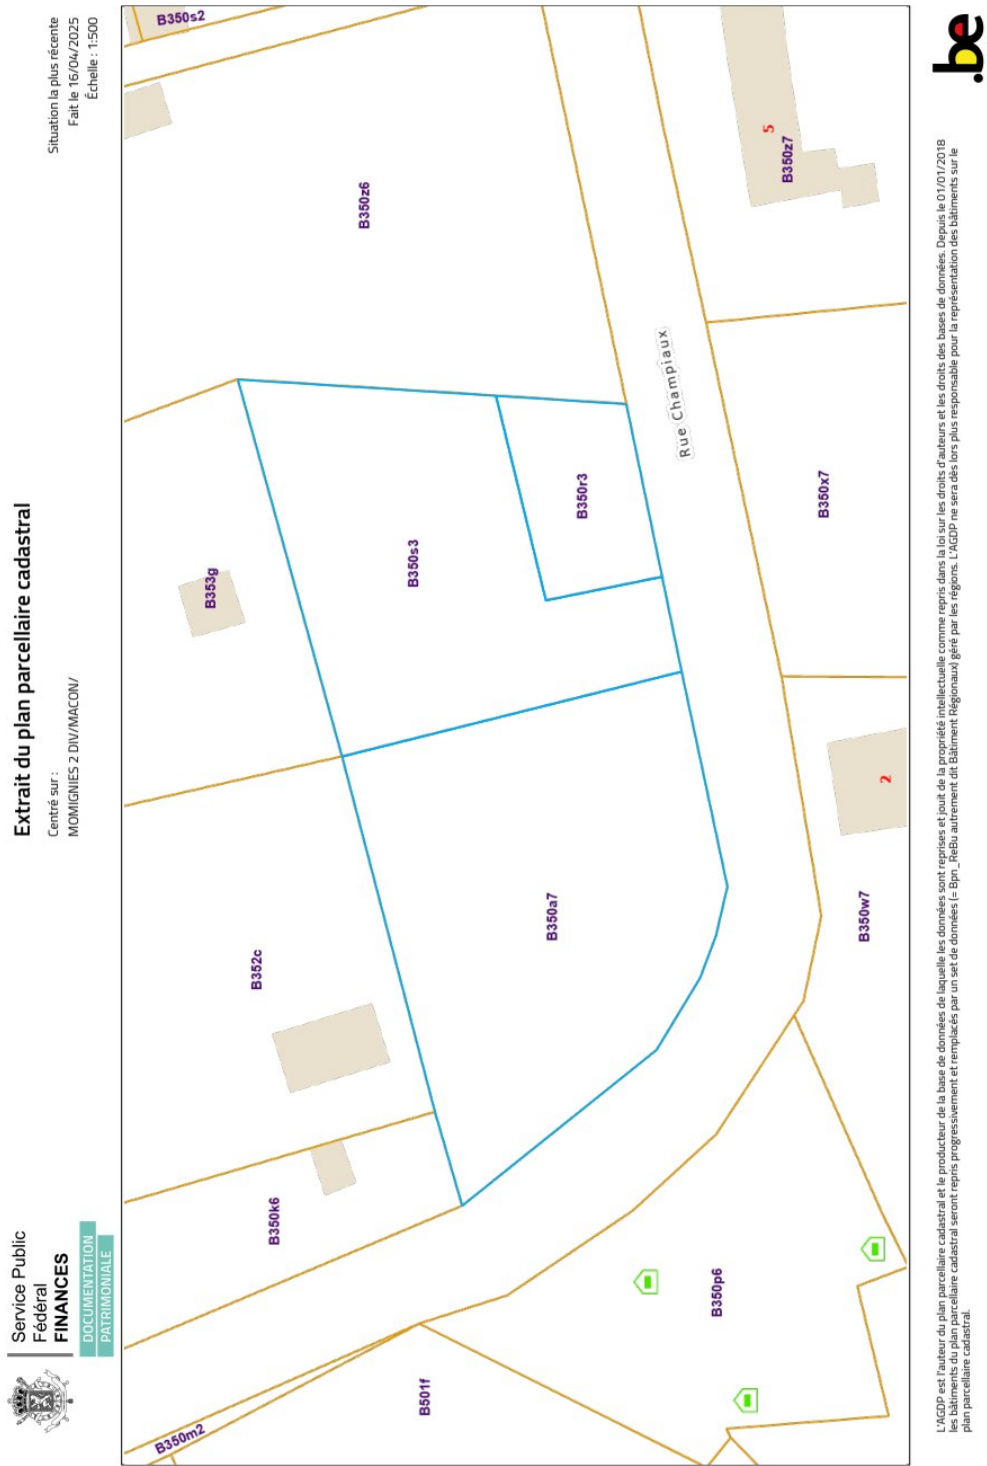 Service Public
Fédéral
FINANCES
DOCUMENTATION
PATRIMONIALE
Extrait du plan parcellaire cadastral
Centré sur :
MOMIGNIES 2 DIV/MACON/
Situation la plus récente
Fait le 16/04/2025
Échelle : 1:500
B350s2
B350z6
B353g
B352c
B350k6
B350m2
B501f
B350s3
B350r3
B350a7
Rue Champiaux
5
B350z7
B350x7
2
B350w7
B350p6
L'AGDP est l'auteur du plan parcellaire cadastral et le producteur de la base de données de laquelle les données sont reprises et jouit de la propriété intellectuelle comme repris dans la loi sur les droits d'auteurs et les droits des bases de données. Depuis le 01/01/2018
les bâtiments du plan parcellaire cadastral seront repris progressivement et remplacés par un set de données (= Bpn_ReBu autrement dit Bâtiment Régionaux) géré par les régions. L'AGDP ne sera dès lors plus responsable pour la représentation des bâtiments sur le
plan parcellaire cadastral.
.be